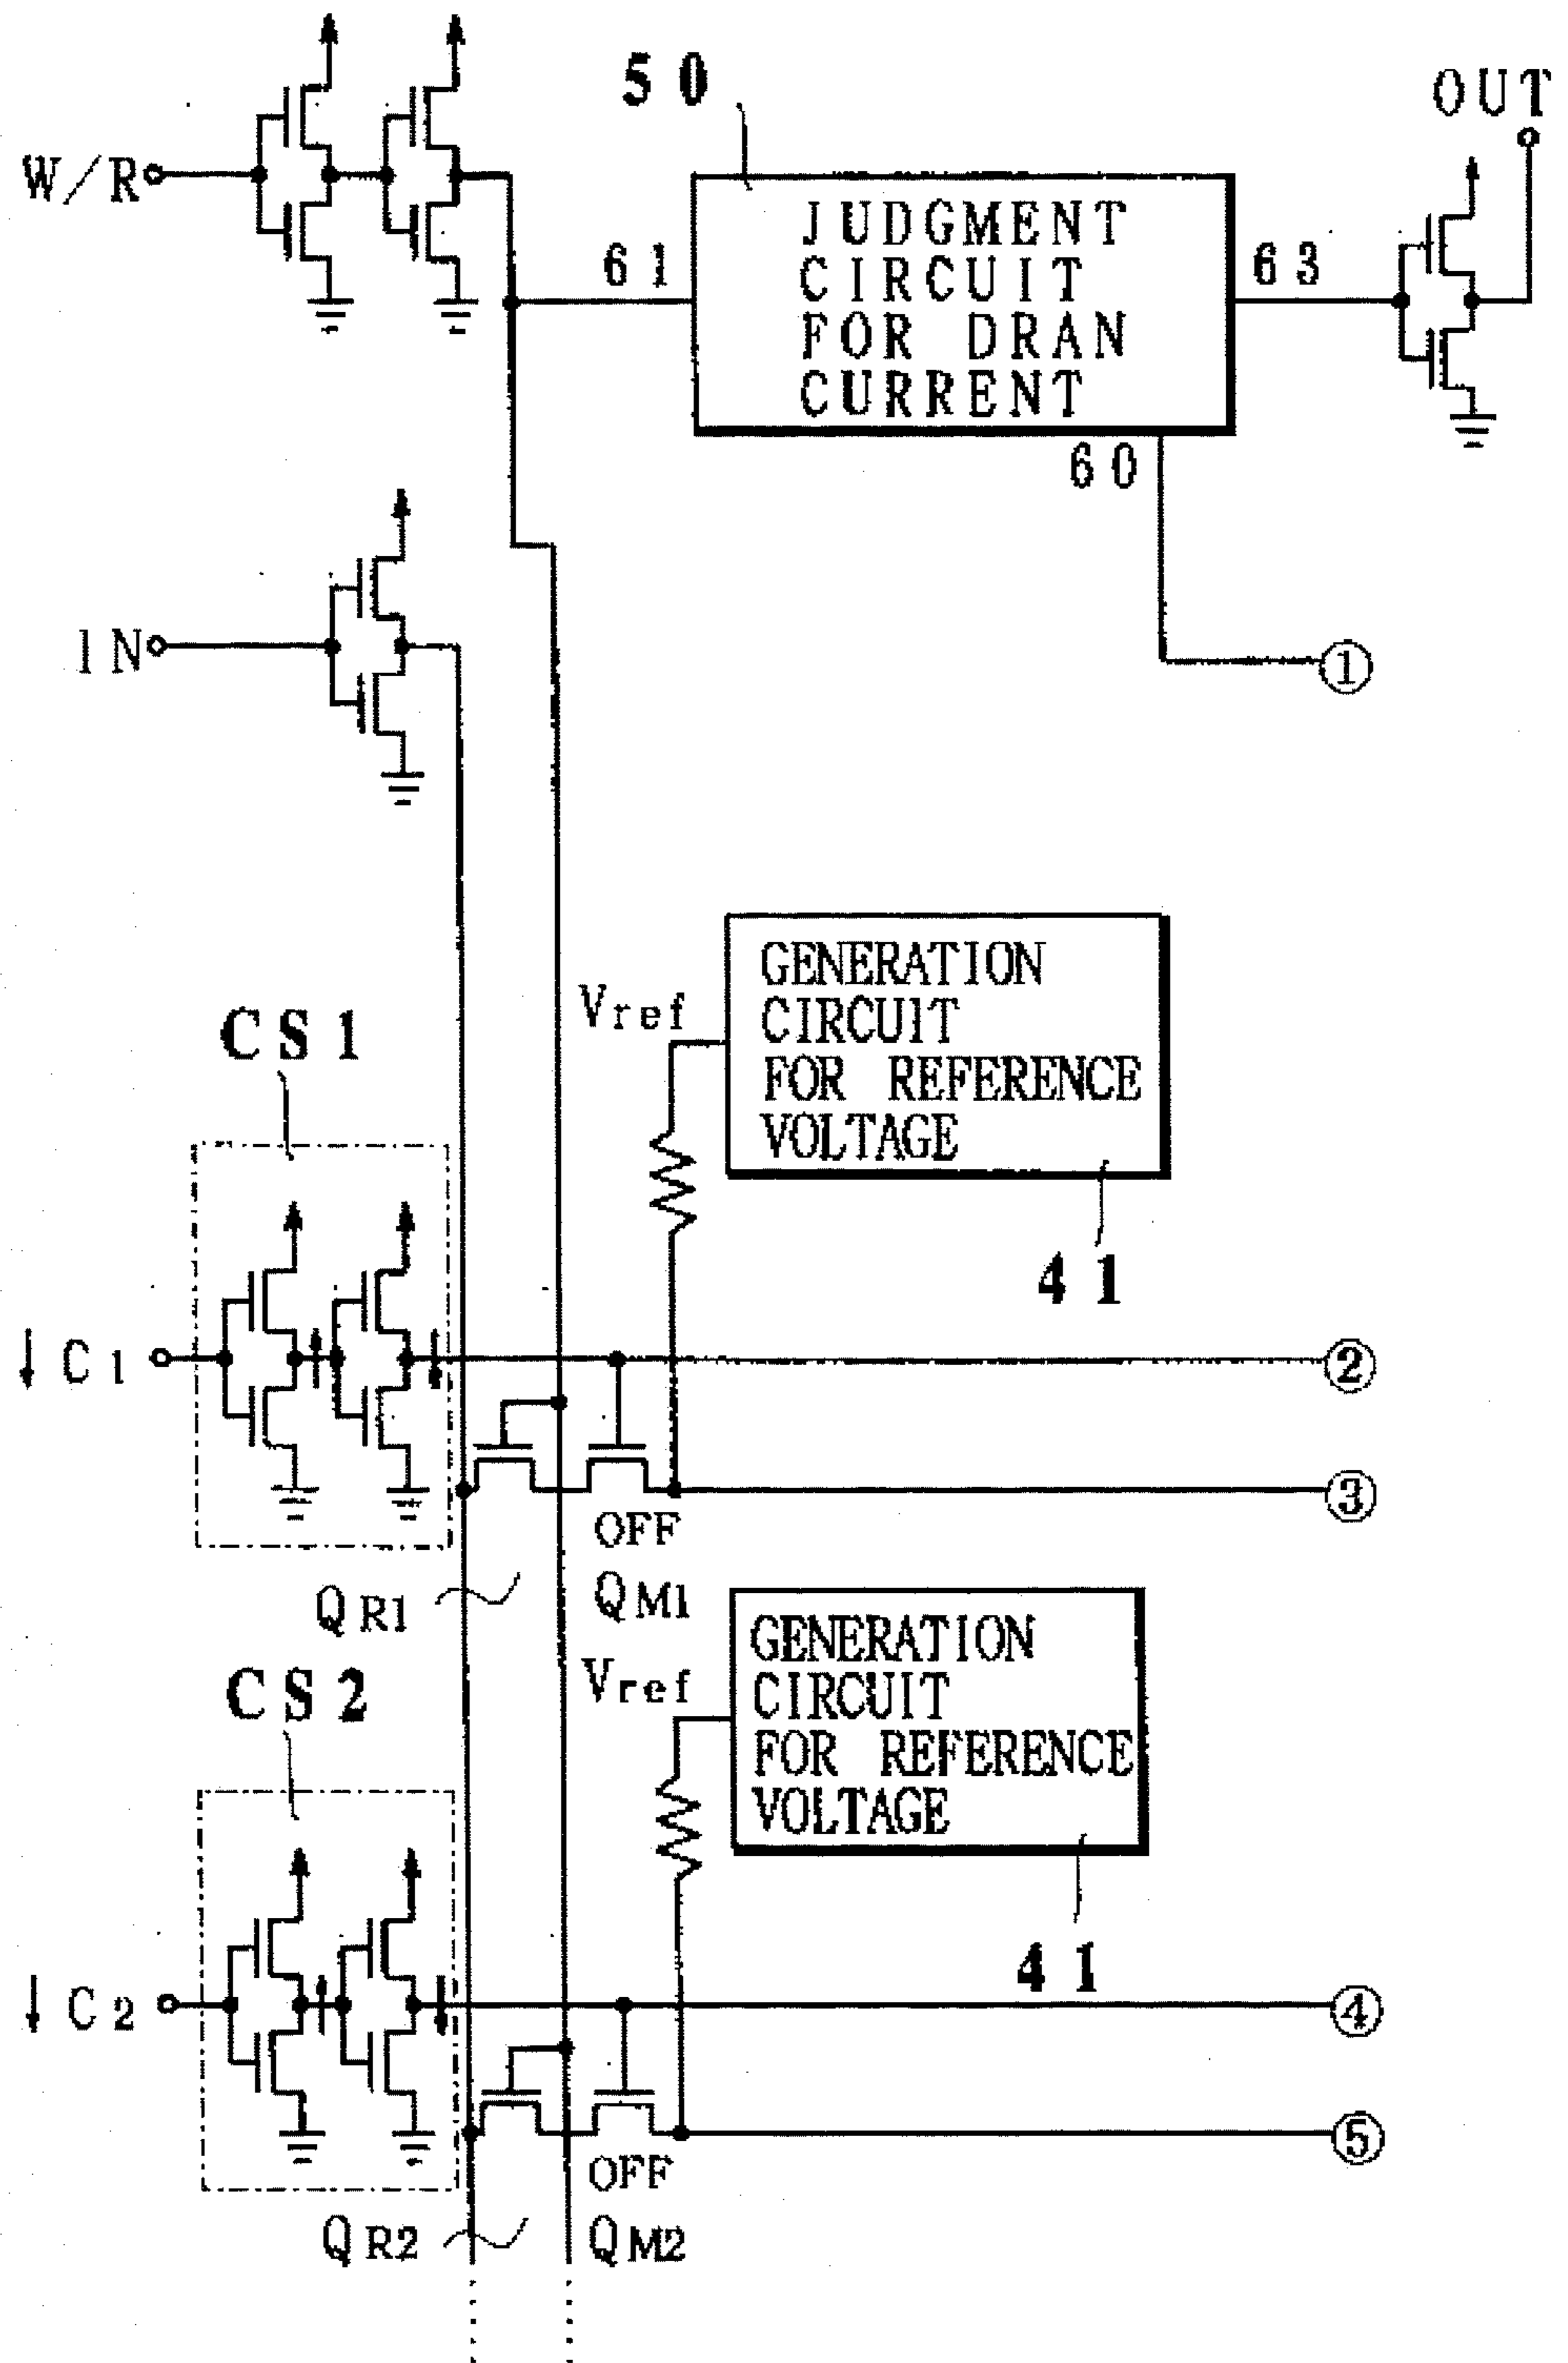 50
OUT
W/R
61
JUDGMENT
CIRCUIT
FOR DRAN
CURRENT
63
60
IN
①
GENERATION
CIRCUIT
FOR REFERENCE
VOLTAGE
Vref
CS1
41
↓ C1
②
③
OFF
QR1
QM1
GENERATION
CIRCUIT
FOR REFERENCE
VOLTAGE
Vref
CS2
41
↓ C2
④
⑤
OFF
QR2
QM2